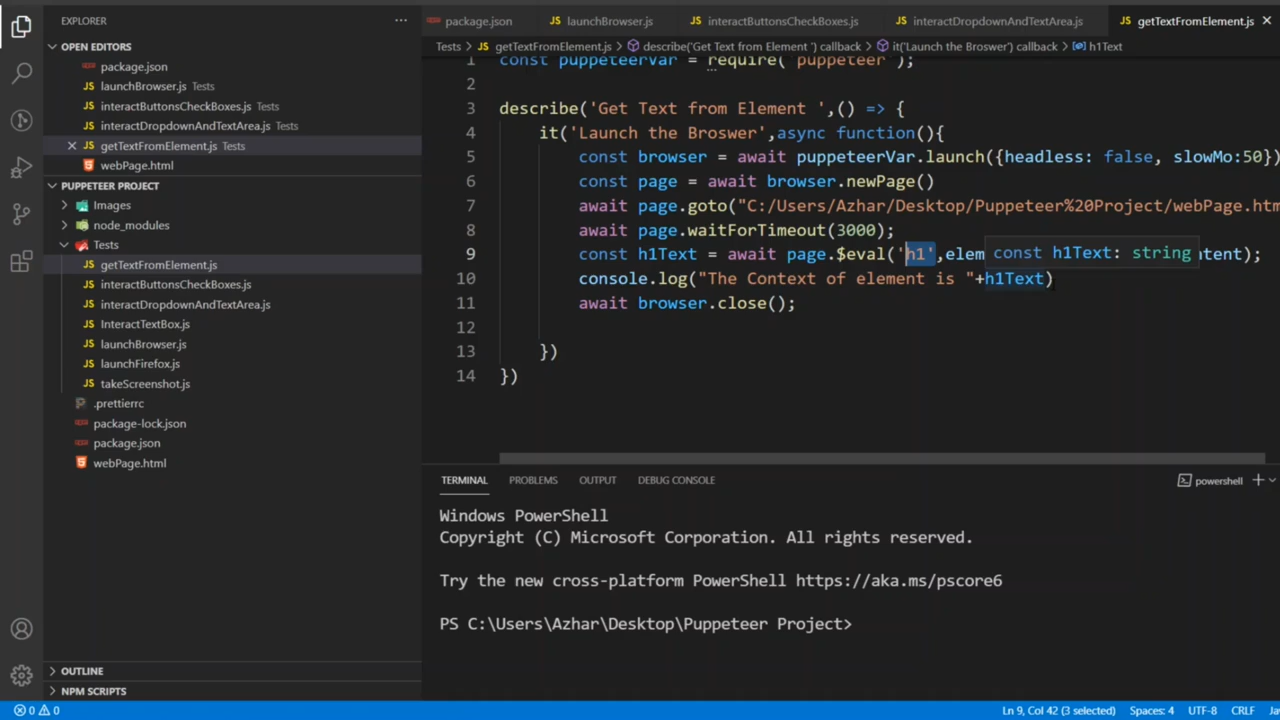 EXPLORER
package.json
launchBrowser.js
interactButtonsCheckBoxes.js
interactDropdownAndTextArea.js
getTextFromElement.js
OPEN EDITORS
package.json
launchBrowser.js Tests
interactButtonsCheckBoxes.js Tests
interactDropdownAndTextArea.js Tests
getTextFromElement.js Tests
webPage.html
PUPPETEER PROJECT
Images
node_modules
Tests
getTextFromElement.js
interactButtonsCheckBoxes.js
interactDropdownAndTextArea.js
InteractTextBox.js
launchBrowser.js
launchFirefox.js
takeScreenshot.js
.prettierrc
package-lock.json
package.json
webPage.html
OUTLINE
NPM SCRIPTS
Tests > getTextFromElement.js > describe('Get Text from Element ') callback > it('Launch the Broswer') callback > h1Text
1 const puppeteerVar = require('puppeteer');
2
3 describe('Get Text from Element ',() => {
4 it('Launch the Broswer',async function(){
5 const browser = await puppeteerVar.launch({headless: false, slowMo:50})
6 const page = await browser.newPage()
7 await page.goto("C:/Users/Azhar/Desktop/Puppeteer%20Project/webPage.htm
8 await page.waitForTimeout(3000);
9 const h1Text = await page.$eval('h1',elem const h1Text: string ntent);
10 console.log("The Context of element is "+h1Text)
11 await browser.close();
12
13 })
14 })
TERMINAL PROBLEMS OUTPUT DEBUG CONSOLE powershell
Windows PowerShell
Copyright (C) Microsoft Corporation. All rights reserved.
Try the new cross-platform PowerShell https://aka.ms/pscore6
PS C:\Users\Azhar\Desktop\Puppeteer Project>
0 0 Ln 9, Col 42 (3 selected) Spaces: 4 UTF-8 CRLF Ja